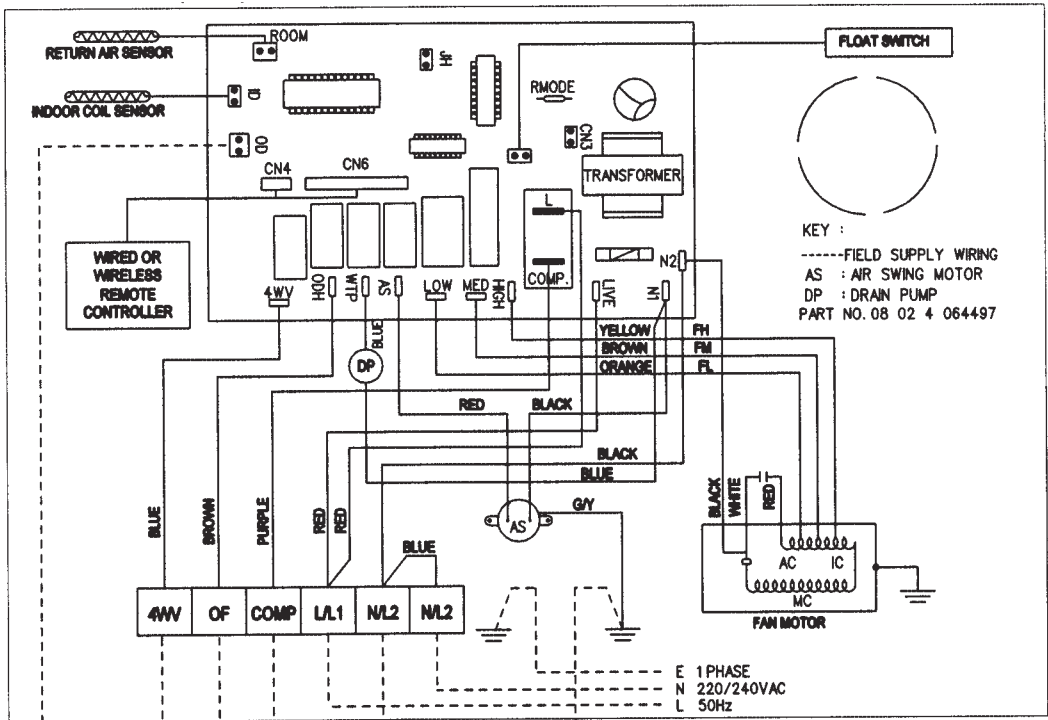 ROOM
FLOAT SWITCH
RETURN AIR SENSOR
JH
RMODE
ID
INDOOR COIL SENSOR
CN3
OD
CN4
CN6
TRANSFORMER
L
KEY :
WIRED OR
WIRELESS
REMOTE
CONTROLLER
------FIELD SUPPLY WIRING
AS : AIR SWING MOTOR
DP : DRAIN PUMP
PART NO. 08 02 4 064497
4WV
ODH
WTP
AS
LOW
MED
HIGH
COMP.
LIVE
N1
N2
BLUE
YELLOW FH
BROWN FM
ORANGE FL
DP
RED
BLACK
BLACK
BLUE
G/Y
BLUE
BROWN
PURPLE
RED
RED
AS
BLUE
BLACK
WHITE
RED
AC
IC
MC
FAN MOTOR
4WV
OF
COMP
L/L1
N/L2
N/L2
E 1 PHASE
N 220/240VAC
L 50Hz